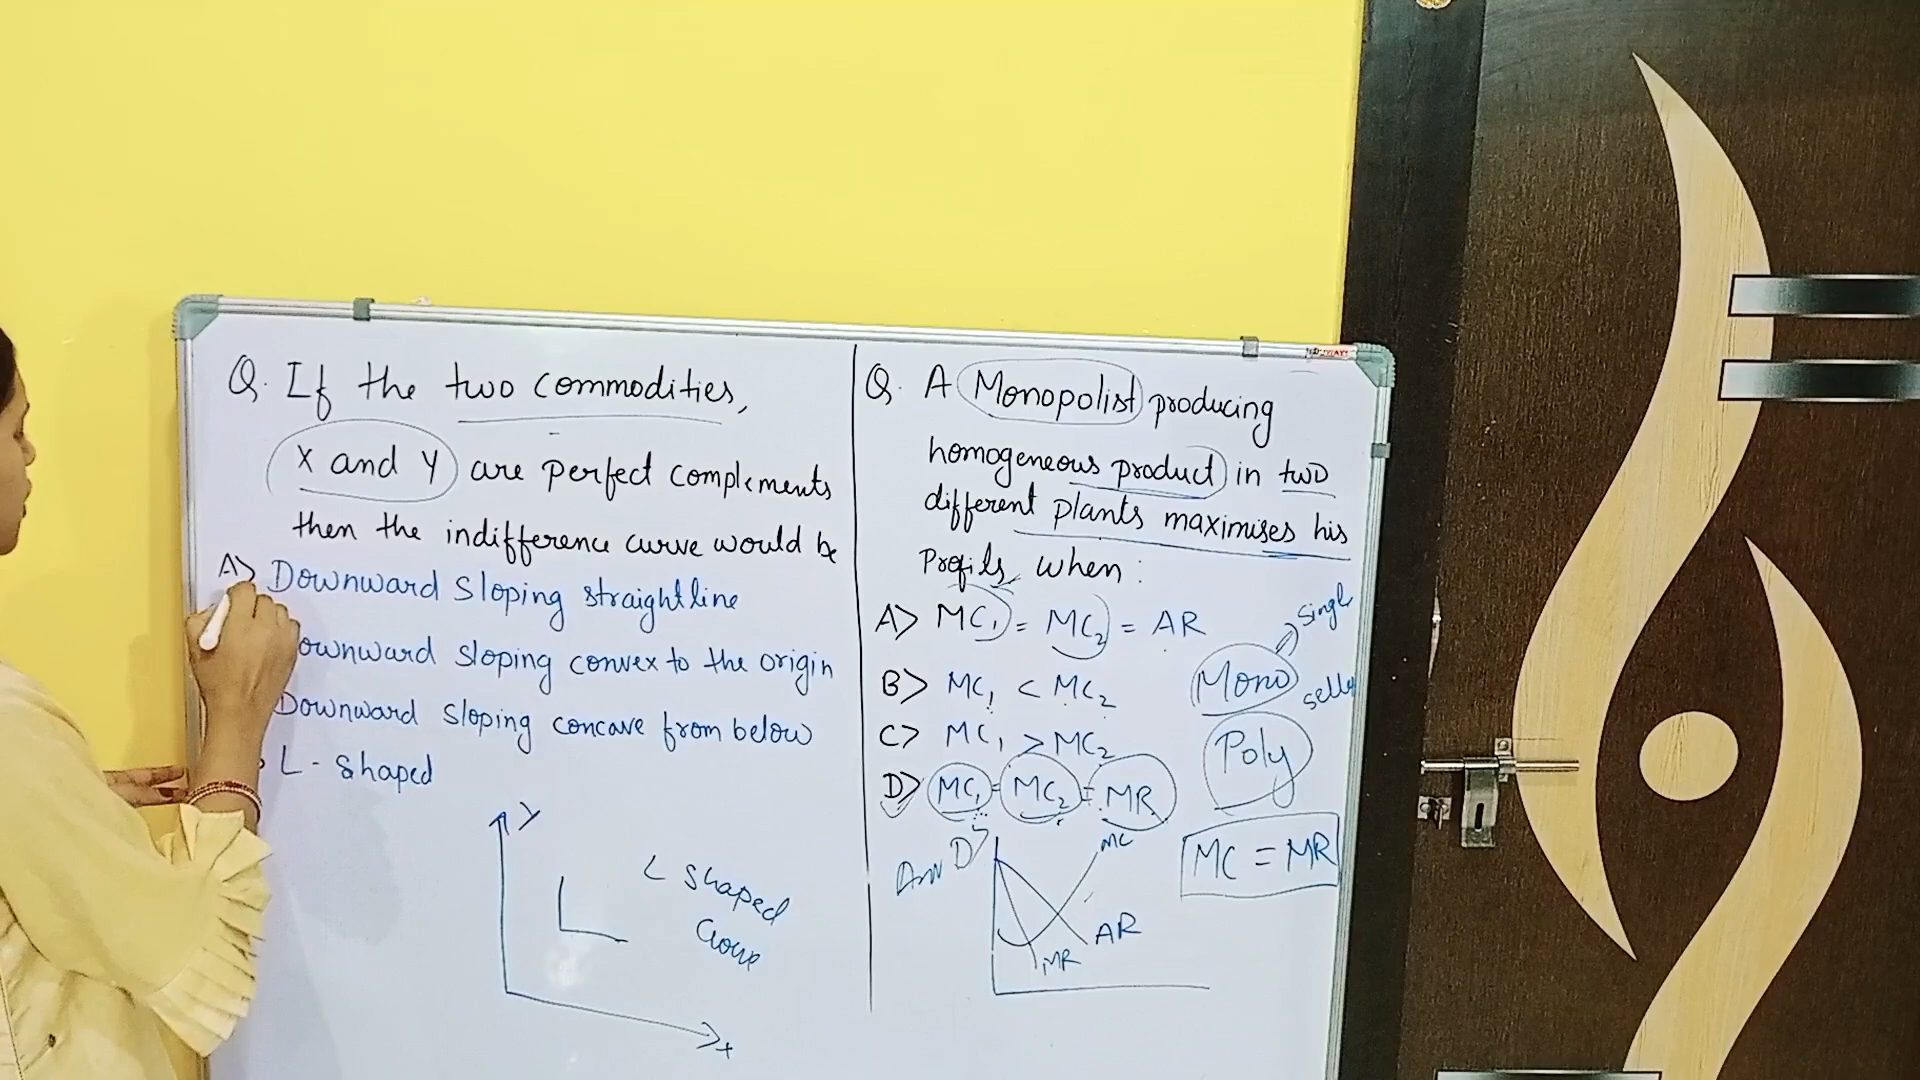 Q. If the two commodities,
X and Y are perfect complements
then the indifference curve would be
A> Downward Sloping straight line
ownward sloping convex to the origin
Downward sloping concave from below
L - Shaped
Y
L Shaped
X
Q. A Monopolist producing
homogeneous product in two
different plants maximises his
Profits when :
A> MC1 = MC2 = AR
B> MC1 < MC2
C> MC1 > MC2
D> MC1 = MC2 = MR
Single
Mono
Poly
MC = MR
Ans D>
MC
AR
MR